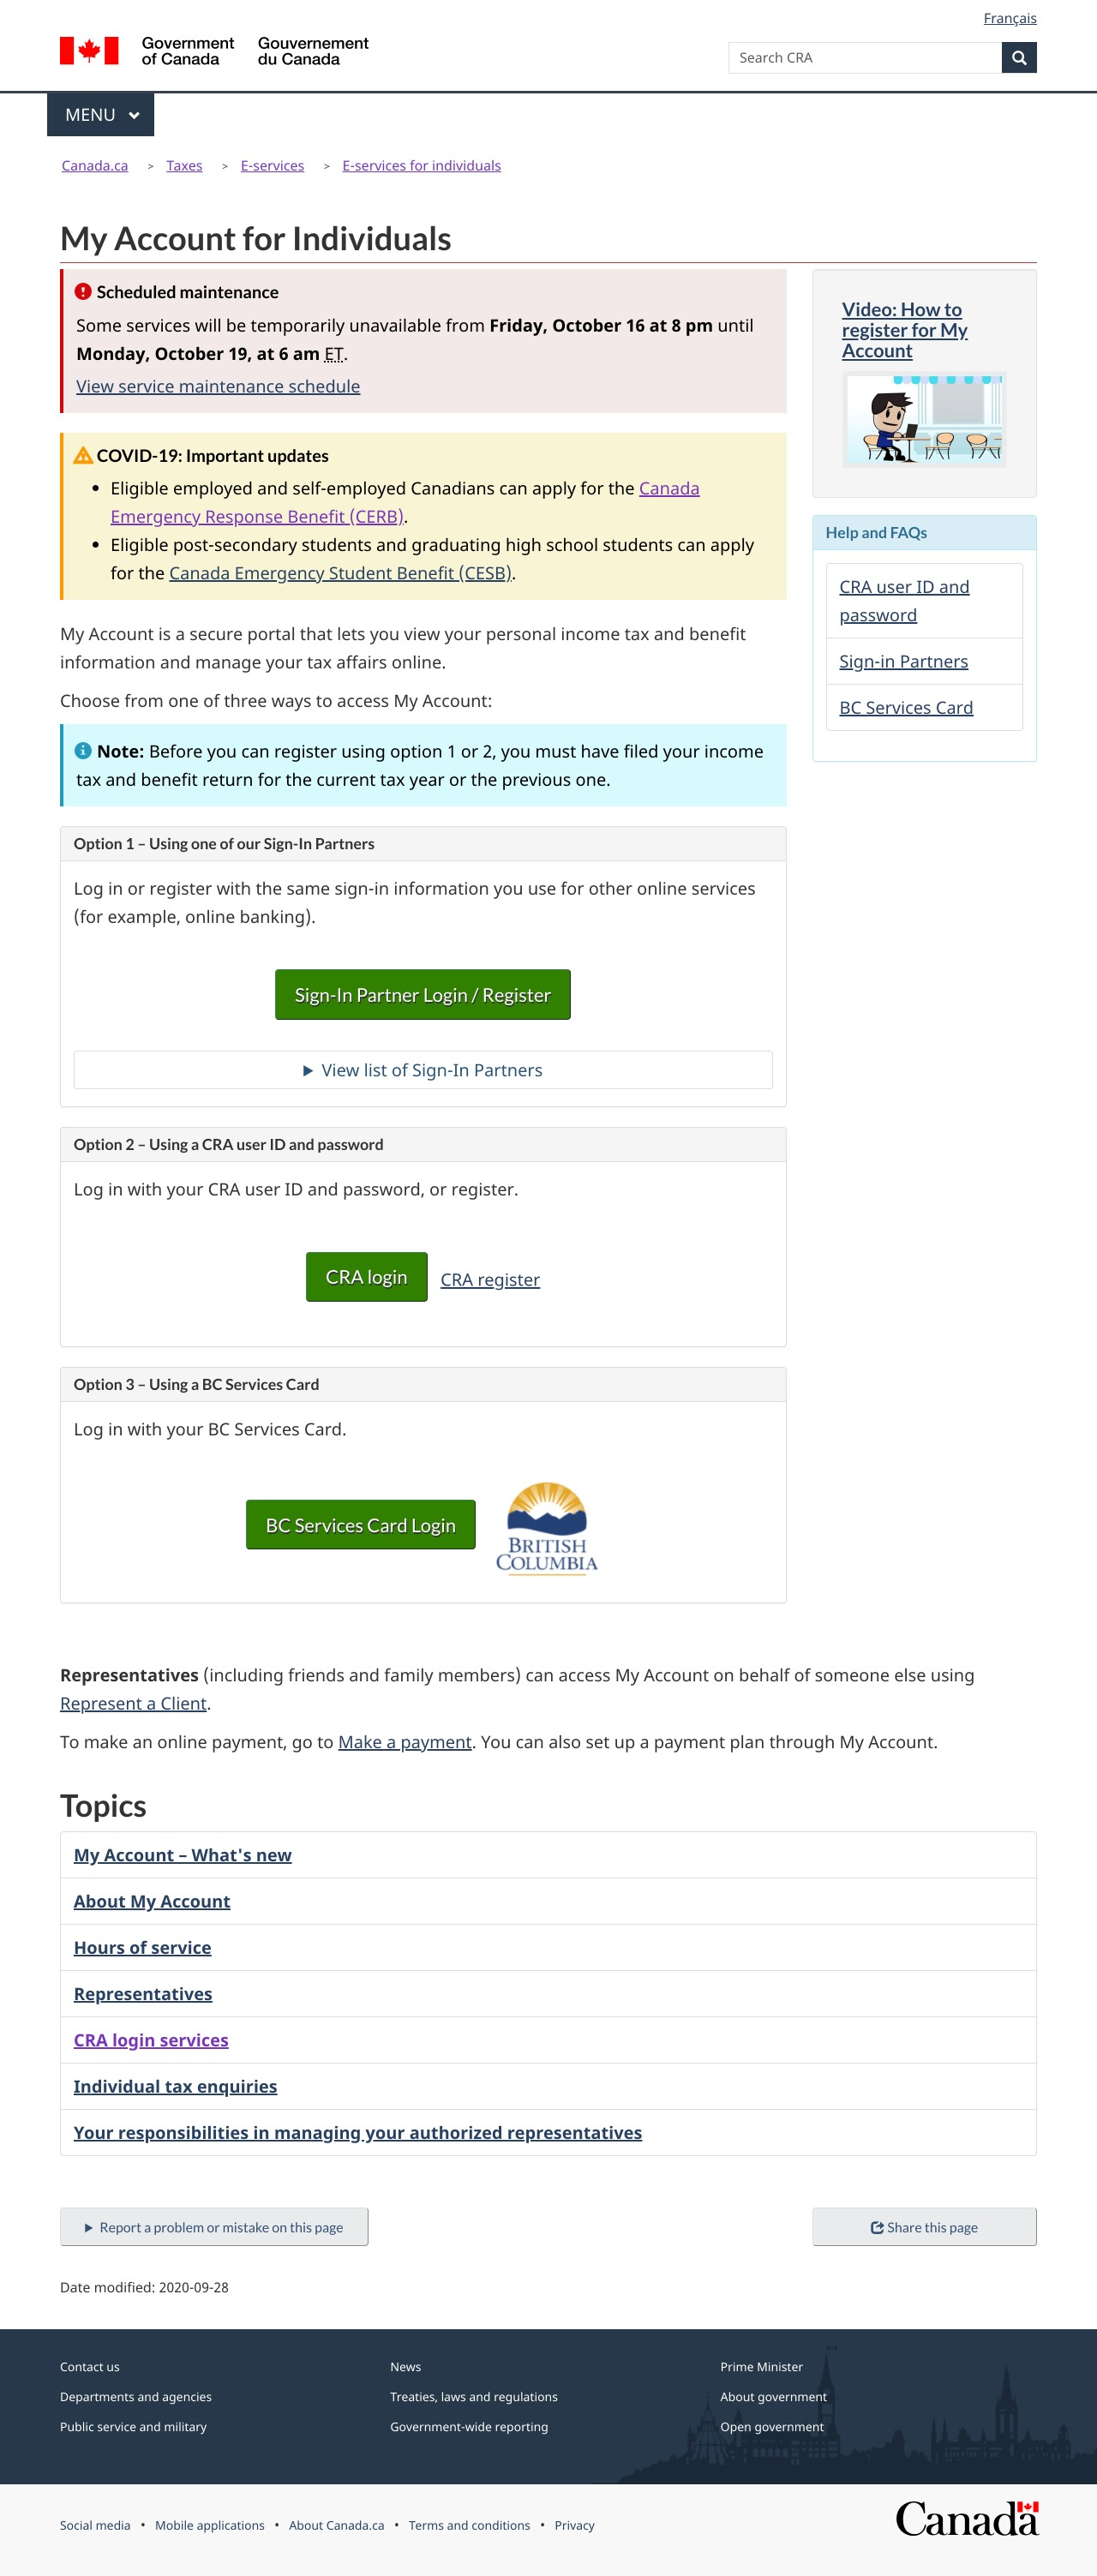 Français
Government
of Canada
Gouvernement
du Canada
Search CRA
MENU
Canada.ca > Taxes > E-services > E-services for individuals
My Account for Individuals
Scheduled maintenance
Some services will be temporarily unavailable from Friday, October 16 at 8 pm until
Monday, October 19, at 6 am ET.
View service maintenance schedule
COVID-19: Important updates
• Eligible employed and self-employed Canadians can apply for the Canada
Emergency Response Benefit (CERB).
• Eligible post-secondary students and graduating high school students can apply
for the Canada Emergency Student Benefit (CESB).
My Account is a secure portal that lets you view your personal income tax and benefit
information and manage your tax affairs online.
Choose from one of three ways to access My Account:
Note: Before you can register using option 1 or 2, you must have filed your income
tax and benefit return for the current tax year or the previous one.
Option 1 – Using one of our Sign-In Partners
Log in or register with the same sign-in information you use for other online services
(for example, online banking).
Sign-In Partner Login / Register
View list of Sign-In Partners
Option 2 – Using a CRA user ID and password
Log in with your CRA user ID and password, or register.
CRA login
CRA register
Option 3 – Using a BC Services Card
Log in with your BC Services Card.
BC Services Card Login
BRITISH
COLUMBIA
Video: How to
register for My
Account
Help and FAQs
CRA user ID and
password
Sign-in Partners
BC Services Card
Representatives (including friends and family members) can access My Account on behalf of someone else using
Represent a Client.
To make an online payment, go to Make a payment. You can also set up a payment plan through My Account.
Topics
My Account – What's new
About My Account
Hours of service
Representatives
CRA login services
Individual tax enquiries
Your responsibilities in managing your authorized representatives
Report a problem or mistake on this page
Share this page
Date modified: 2020-09-28
Contact us
News
Prime Minister
Departments and agencies
Treaties, laws and regulations
About government
Public service and military
Government-wide reporting
Open government
Social media • Mobile applications • About Canada.ca • Terms and conditions • Privacy
Canada